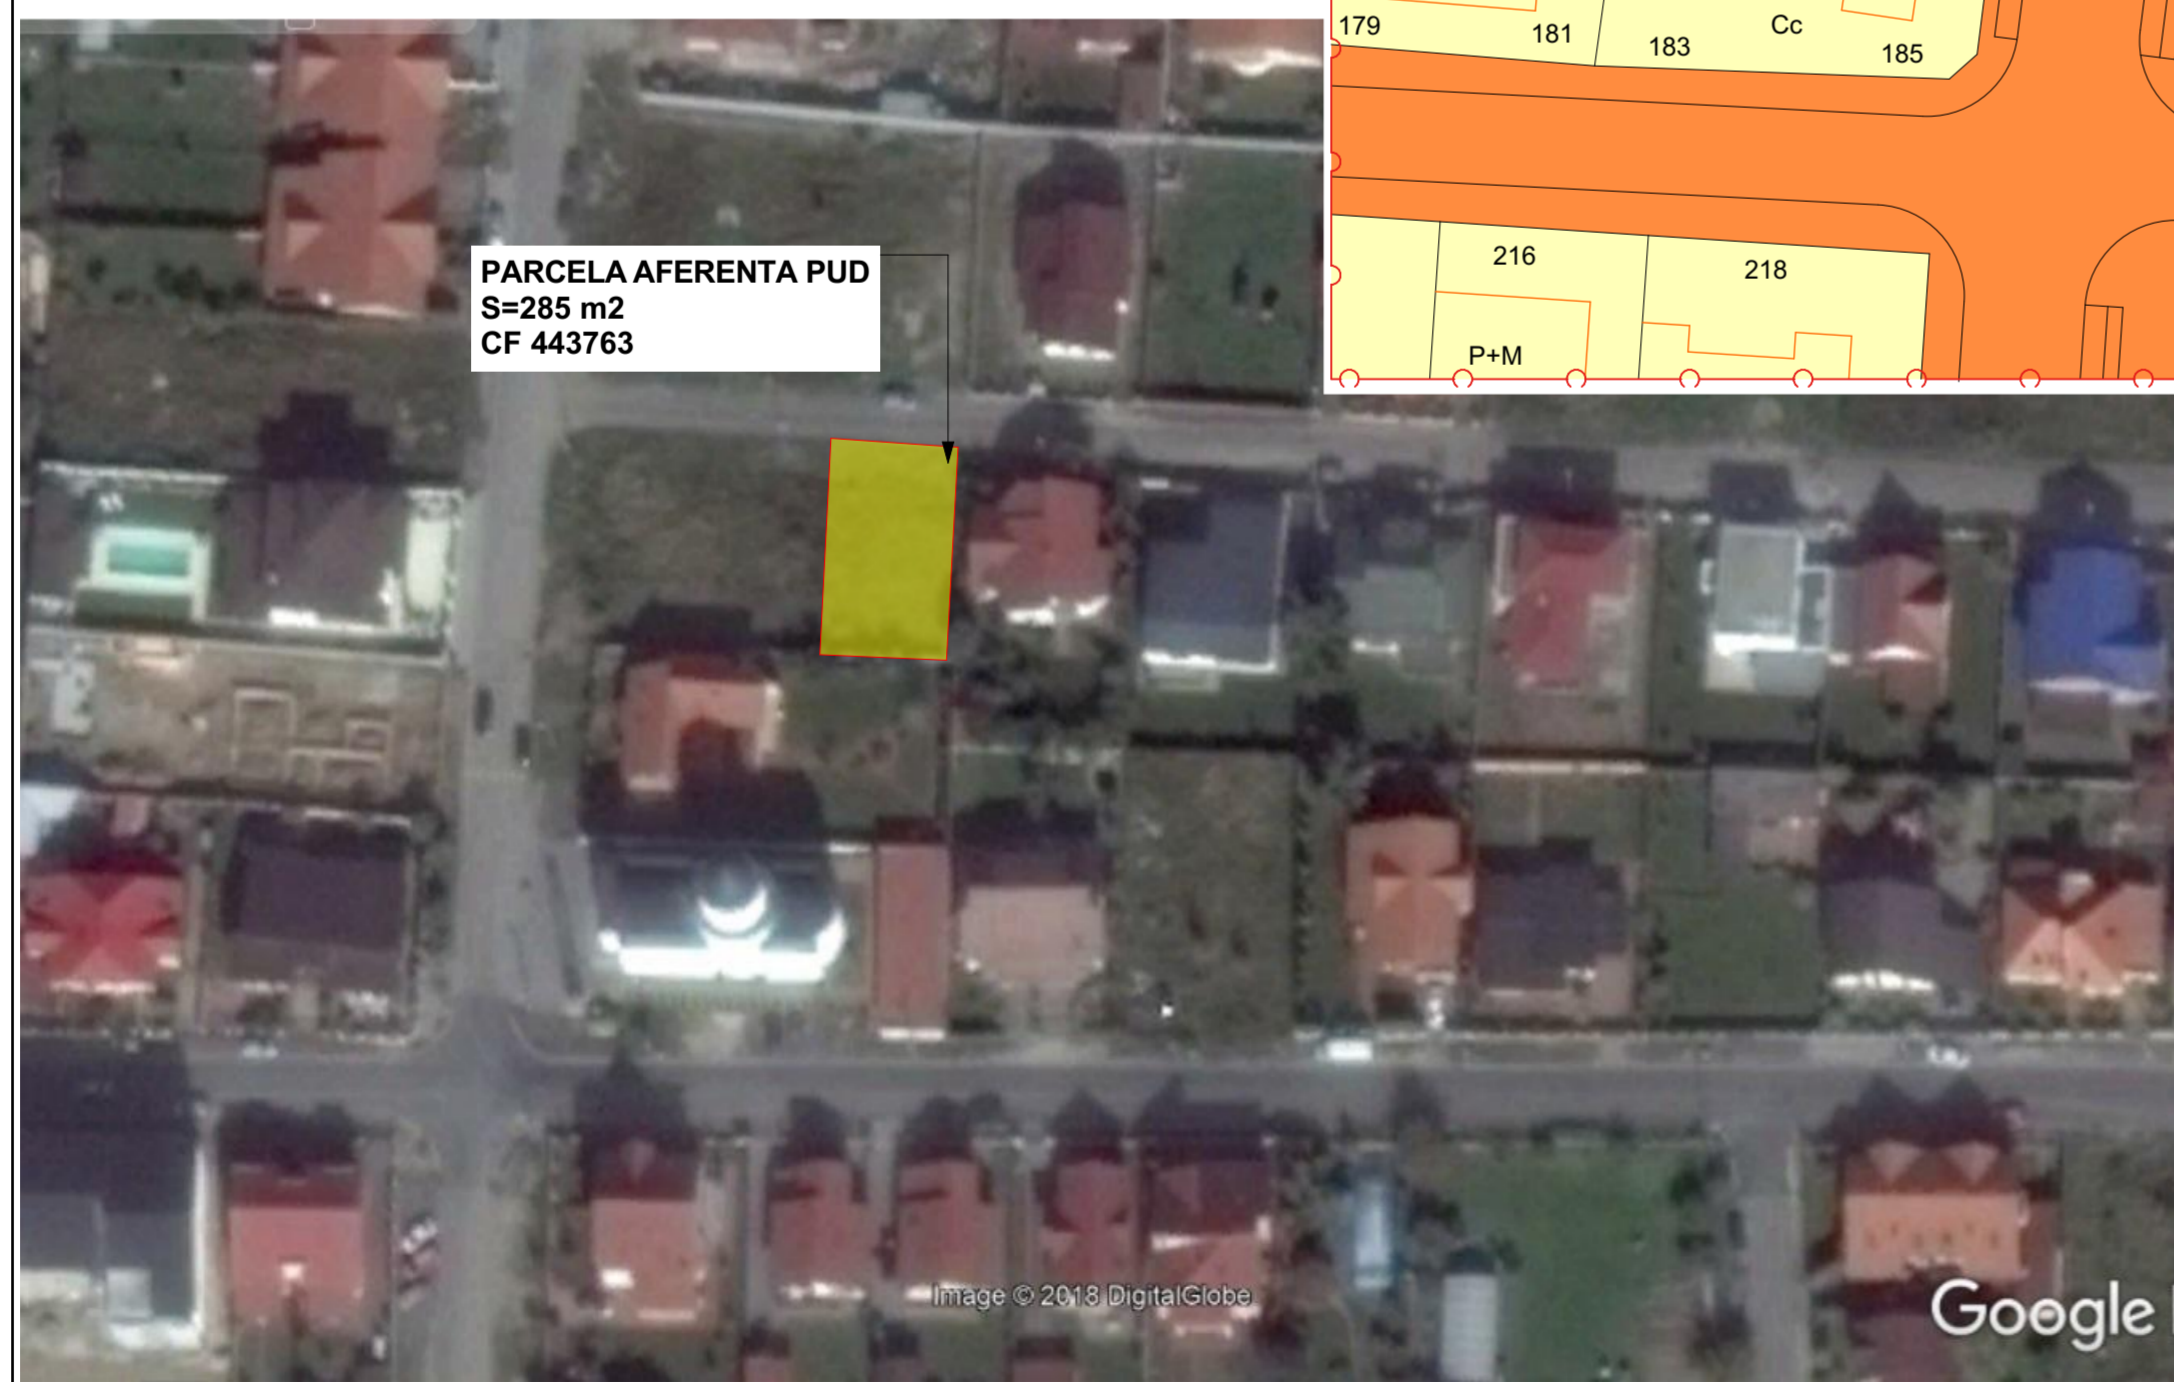 179
181
183
Cc
185
216
218
P+M
PARCELA AFERENTA PUD
S=285 m2
CF 443763
Image © 2018 DigitalGlobe
Google